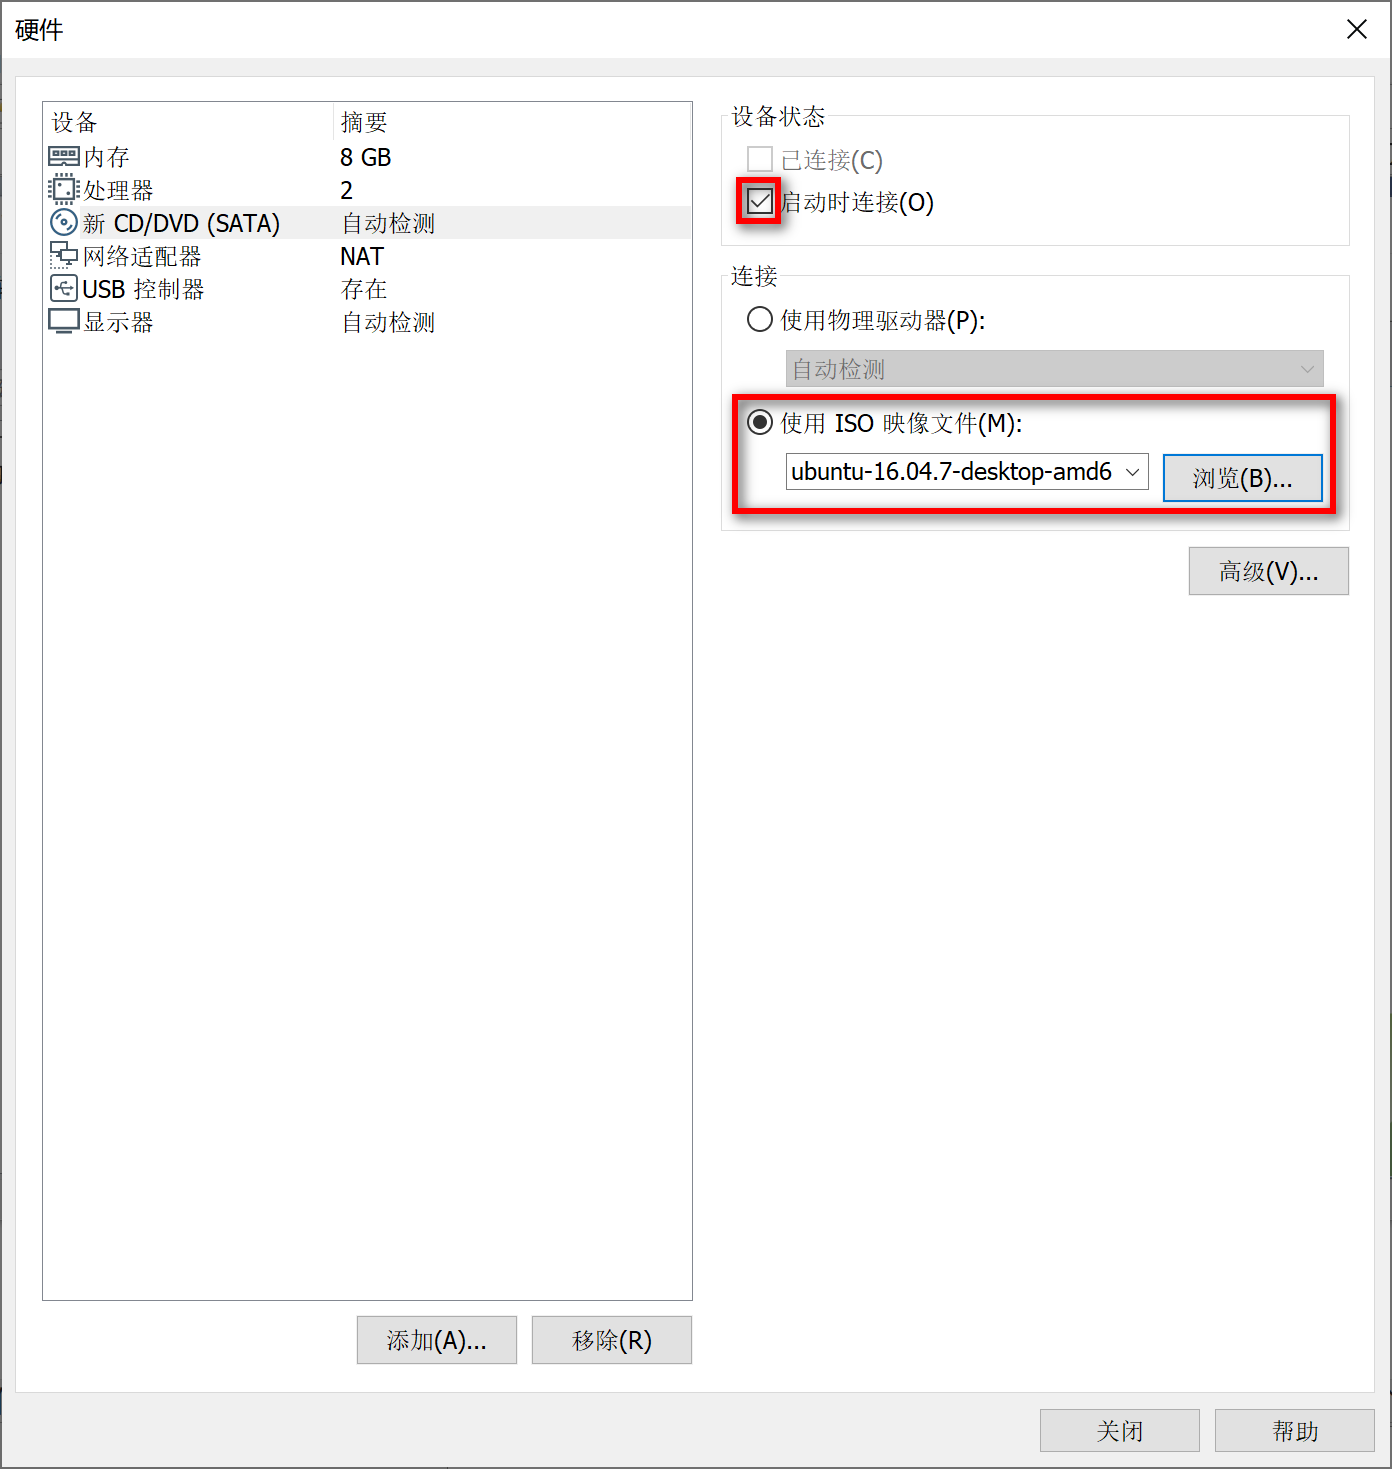 硬件
设备 摘要
内存 8 GB
处理器 2
新 CD/DVD (SATA) 自动检测
网络适配器 NAT
USB 控制器 存在
显示器 自动检测
添加(A)... 移除(R)
设备状态
已连接(C)
启动时连接(O)
连接
使用物理驱动器(P):
自动检测
使用 ISO 映像文件(M):
ubuntu-16.04.7-desktop-amd6 浏览(B)...
高级(V)...
关闭 帮助